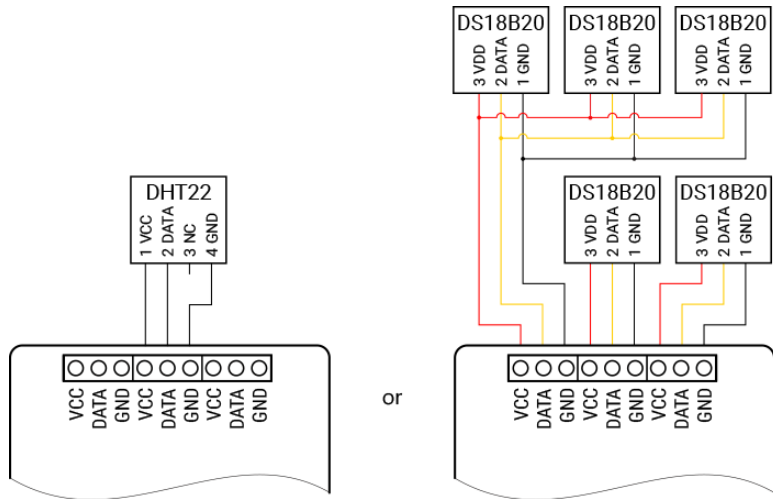 DS18B20 DS18B20 DS18B20
3 VDD 2 DATA 1 GND 3 VDD 2 DATA 1 GND 3 VDD 2 DATA 1 GND
DHT22 DS18B20 DS18B20
1 VCC 2 DATA 3 NC 4 GND 3 VDD 2 DATA 1 GND 3 VDD 2 DATA 1 GND
VCC DATA GND VCC DATA GND VCC DATA GND
or
VCC DATA GND VCC DATA GND VCC DATA GND